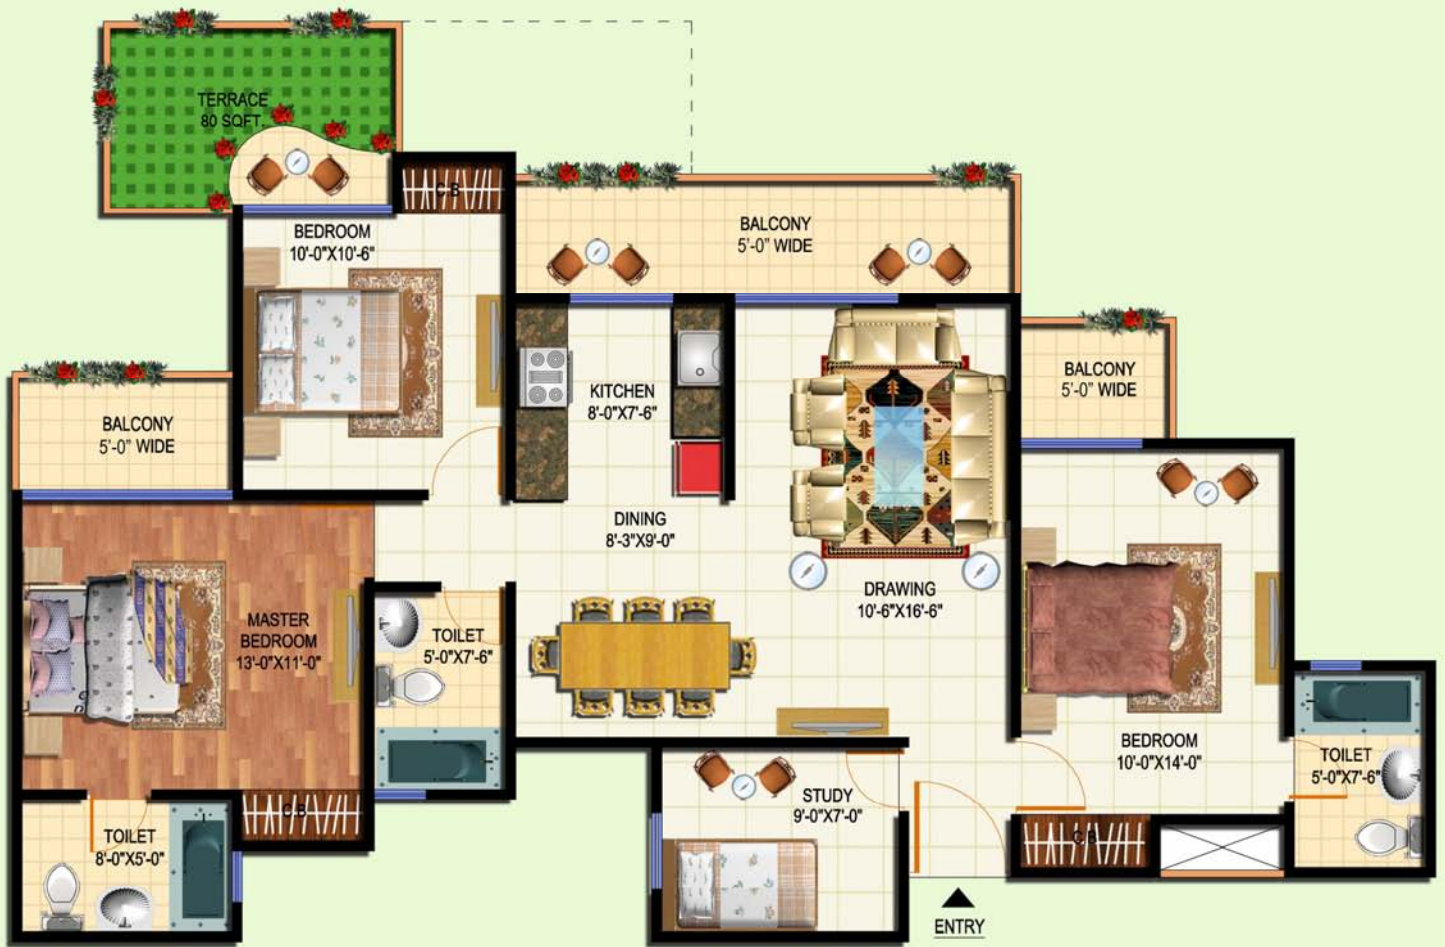 TERRACE
80 SQFT.
C.B
BEDROOM
10'-0"X10'-6"
BALCONY
5'-0" WIDE
BALCONY
5'-0" WIDE
KITCHEN
8'-0"X7'-6"
BALCONY
5'-0" WIDE
DINING
8'-3"X9'-0"
DRAWING
10'-6"X16'-6"
MASTER
BEDROOM
13'-0"X11'-0"
TOILET
5'-0"X7'-6"
BEDROOM
10'-0"X14'-0"
TOILET
5'-0"X7'-6"
STUDY
9'-0"X7'-0"
C.B
TOILET
8'-0"X5'-0"
C.B
ENTRY